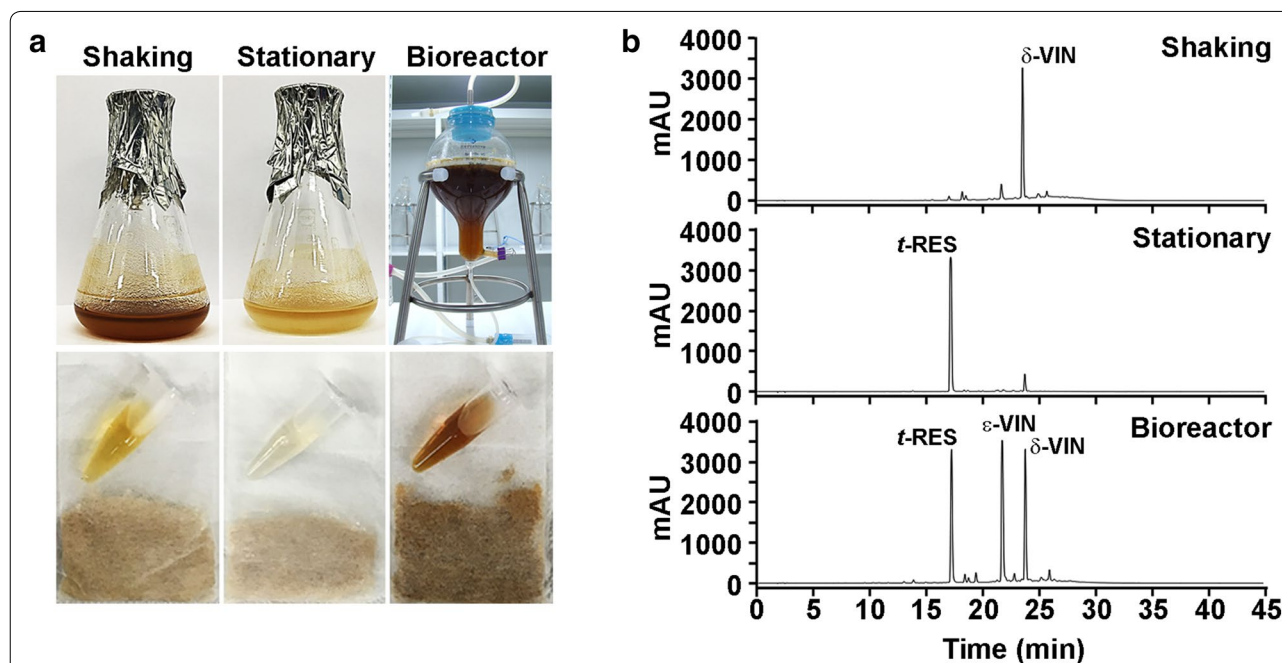 a
Shaking Stationary Bioreactor
b
4000
3000
2000
1000
0
mAU
Shaking
δ-VIN
4000
3000
2000
1000
0
mAU
Stationary
t-RES
4000
3000
2000
1000
0
mAU
Bioreactor
t-RES
ε-VIN
δ-VIN
0 5 10 15 20 25 30 35 40 45
Time (min)